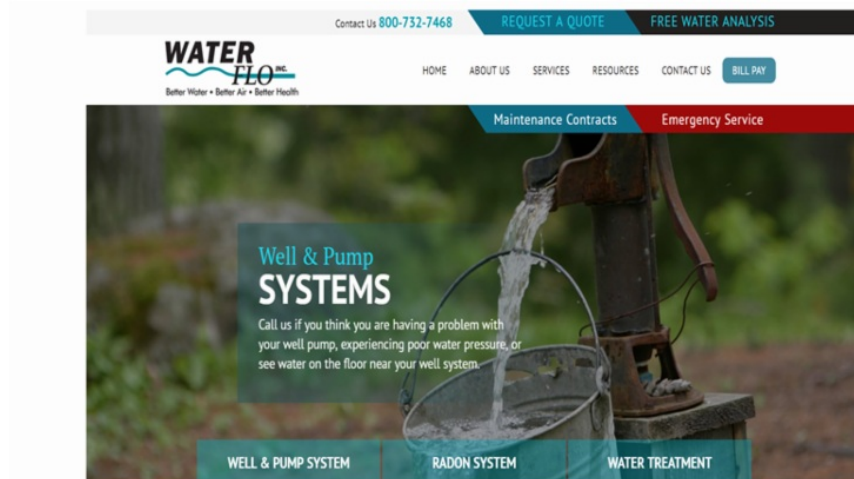 Contact Us 800-732-7468
REQUEST A QUOTE
FREE WATER ANALYSIS
WATER
FLO INC.
Better Water • Better Air • Better Health
HOME ABOUT US SERVICES RESOURCES CONTACT US BILL PAY
Maintenance Contracts
Emergency Service
Well & Pump
SYSTEMS
Call us if you think you are having a problem with
your well pump, experiencing poor water pressure, or
see water on the floor near your well system.
WELL & PUMP SYSTEM
RADON SYSTEM
WATER TREATMENT